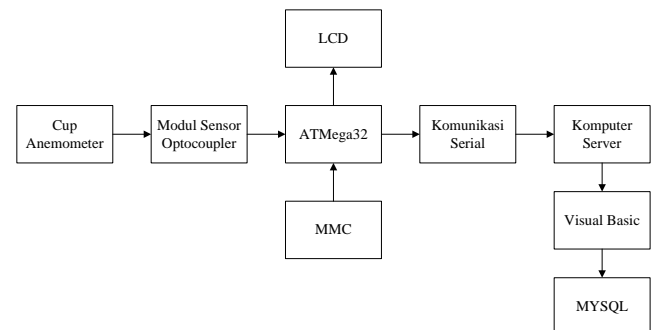 LCD
Cup
Anemometer
Modul Sensor
Optocoupler
ATMega32
Komunikasi
Serial
Komputer
Server
MMC
Visual Basic
MYSQL